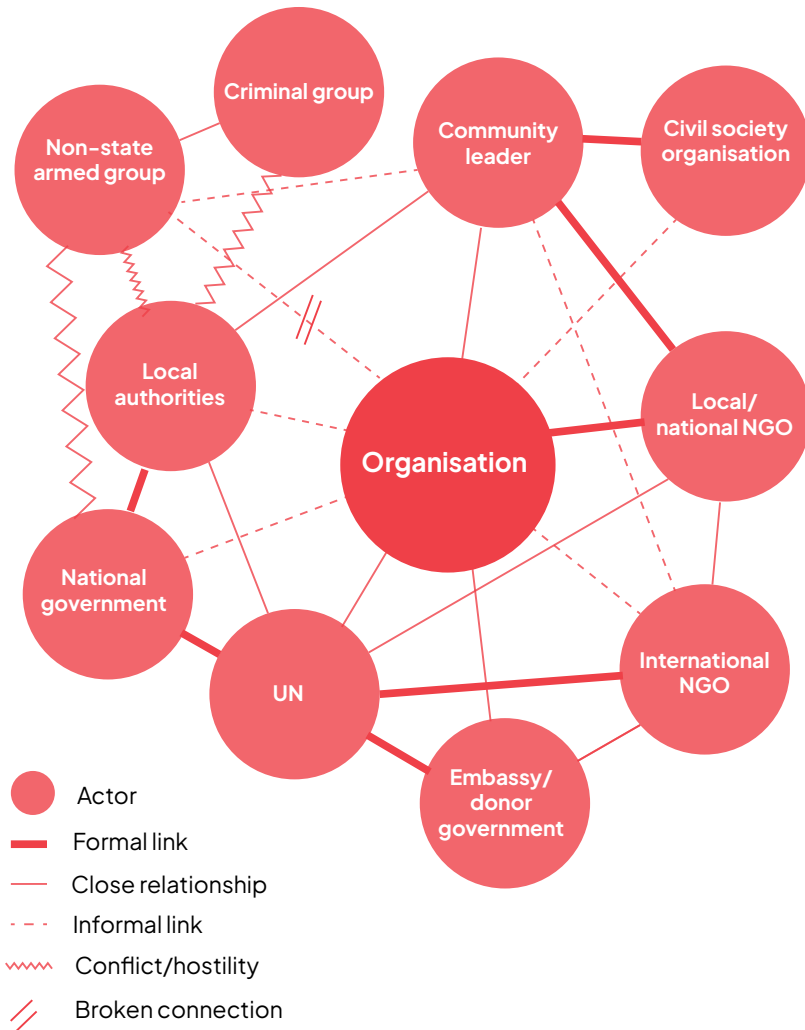 Criminal group
Non-state
armed group
Community
leader
Civil society
organisation
Local
authorities
Local/
national NGO
Organisation
National
government
UN
International
NGO
Embassy/
donor
government
Actor
Formal link
Close relationship
Informal link
Conflict/hostility
Broken connection